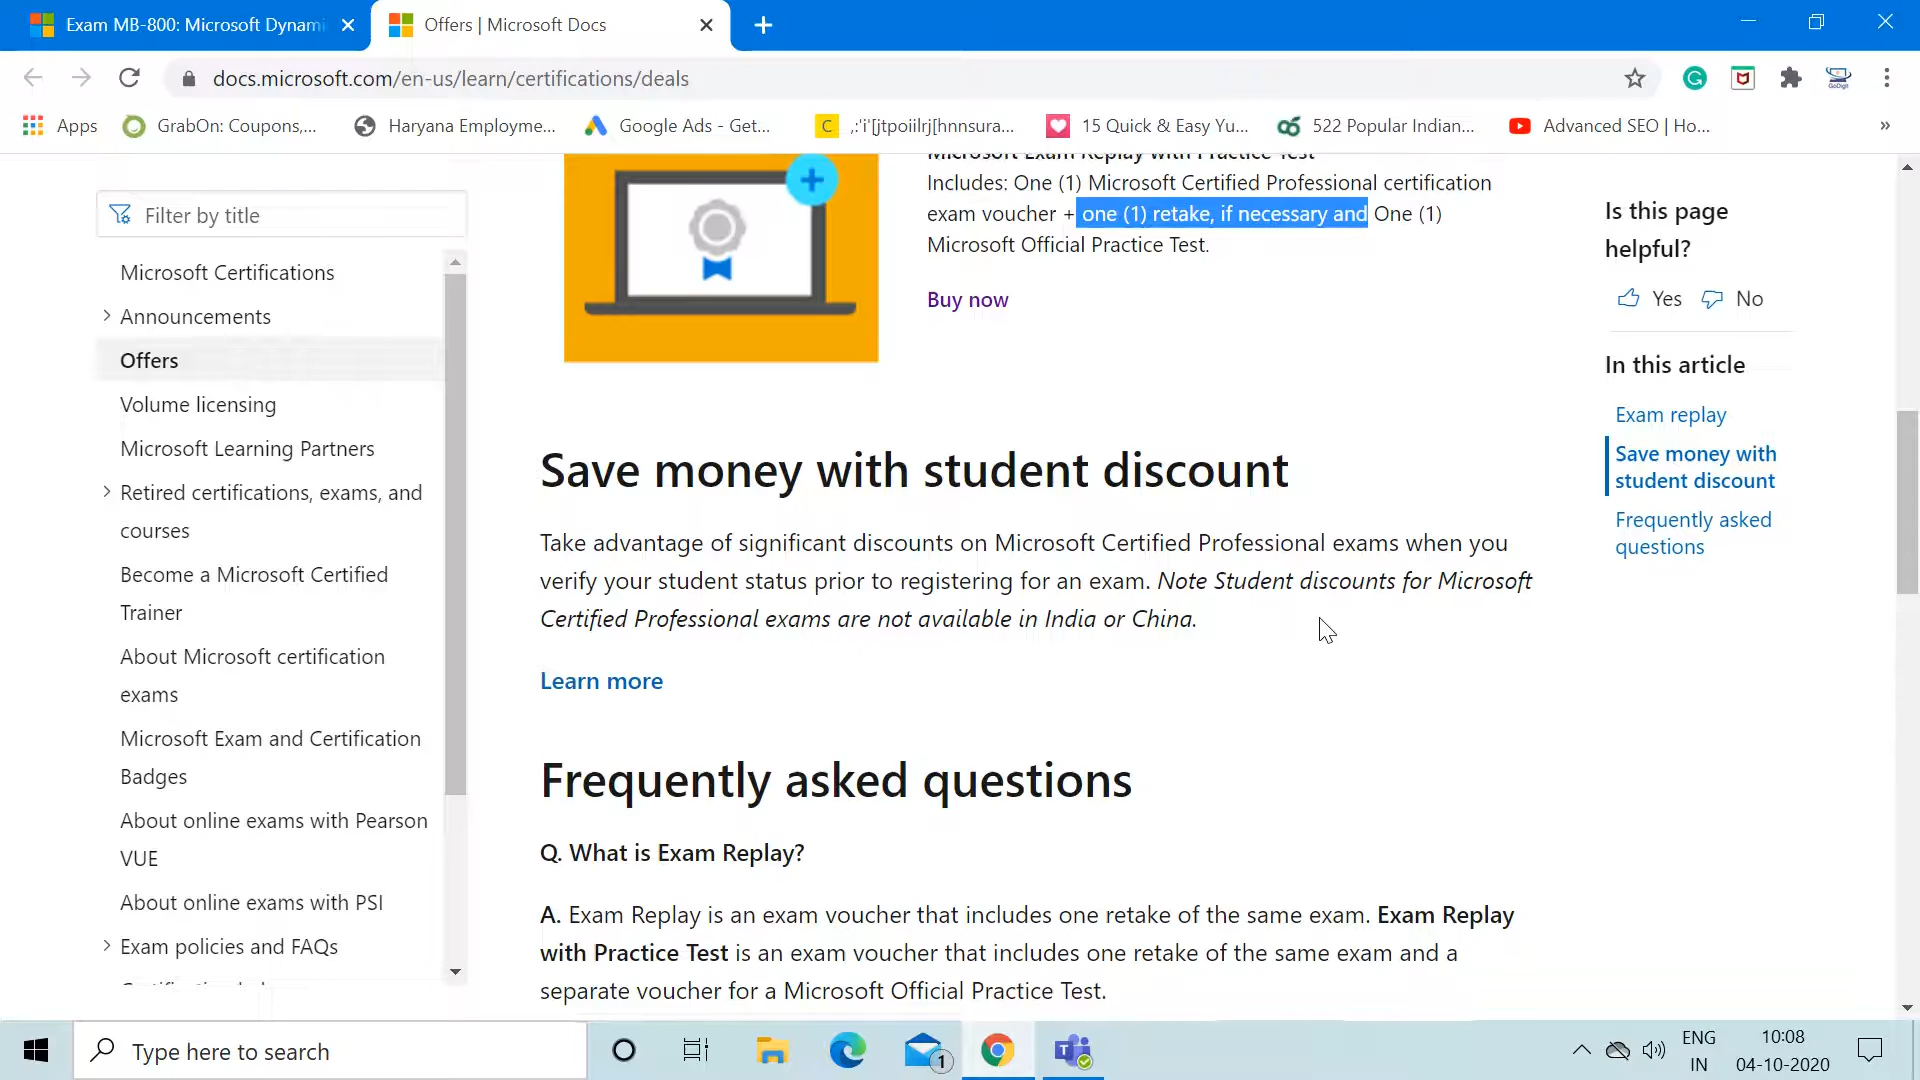 Exam MB-800: Microsoft Dynami
Offers | Microsoft Docs
docs.microsoft.com/en-us/learn/certifications/deals
Apps
GrabOn: Coupons,...
Haryana Employme...
Google Ads - Get...
,:'i'[jtpoiilrj[hnnsura...
15 Quick & Easy Yu...
522 Popular Indian...
Advanced SEO | Ho...
»
Filter by title
Microsoft Certifications
Announcements
Offers
Volume licensing
Microsoft Learning Partners
Retired certifications, exams, and
courses
Become a Microsoft Certified
Trainer
About Microsoft certification
exams
Microsoft Exam and Certification
Badges
About online exams with Pearson
VUE
About online exams with PSI
Exam policies and FAQs
Microsoft Exam Replay with Practice Test
Includes: One (1) Microsoft Certified Professional certification
exam voucher + one (1) retake, if necessary and One (1)
Microsoft Official Practice Test.
Buy now
Save money with student discount
Take advantage of significant discounts on Microsoft Certified Professional exams when you
verify your student status prior to registering for an exam. Note Student discounts for Microsoft
Certified Professional exams are not available in India or China.
Learn more
Frequently asked questions
Q. What is Exam Replay?
A. Exam Replay is an exam voucher that includes one retake of the same exam. Exam Replay
with Practice Test is an exam voucher that includes one retake of the same exam and a
separate voucher for a Microsoft Official Practice Test.
Is this page
helpful?
Yes No
In this article
Exam replay
Save money with
student discount
Frequently asked
questions
Type here to search
1
ENG
IN
10:08
04-10-2020